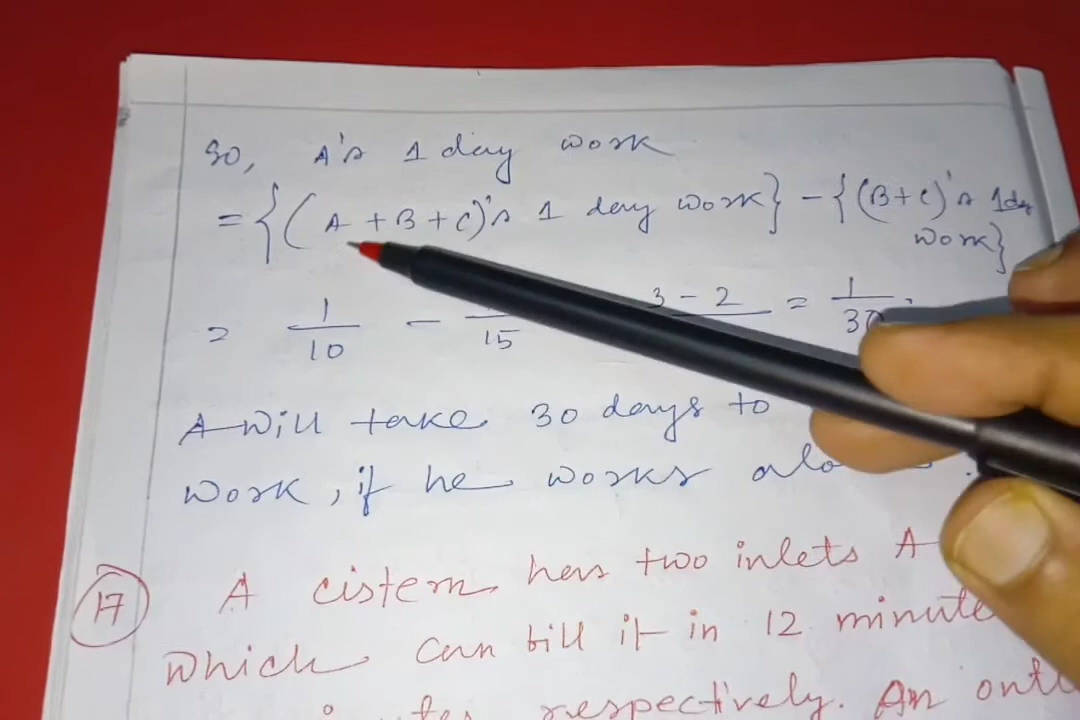 So, A's 1 day work
= {(A + B + C)'s 1 day work} - {(B+C)'s 1 day
work}
= 1/10 - /15 3 - 2 = 1/30
A will take 30 days to
work, if he works
17 A cistern has two inlets A
which can fill it in 12 minute
respectively. An